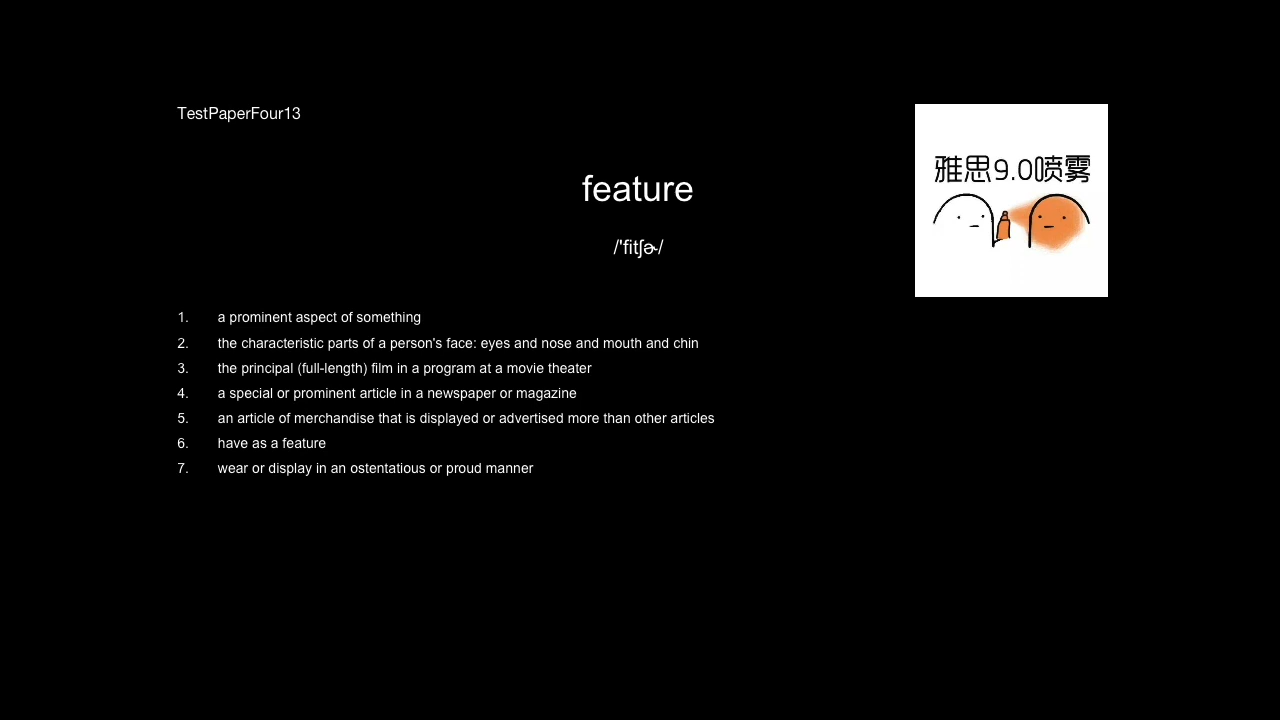 TestPaperFour13
雅思9.0喷雾
feature
/'fitʃɚ/
1. a prominent aspect of something
2. the characteristic parts of a person's face: eyes and nose and mouth and chin
3. the principal (full-length) film in a program at a movie theater
4. a special or prominent article in a newspaper or magazine
5. an article of merchandise that is displayed or advertised more than other articles
6. have as a feature
7. wear or display in an ostentatious or proud manner